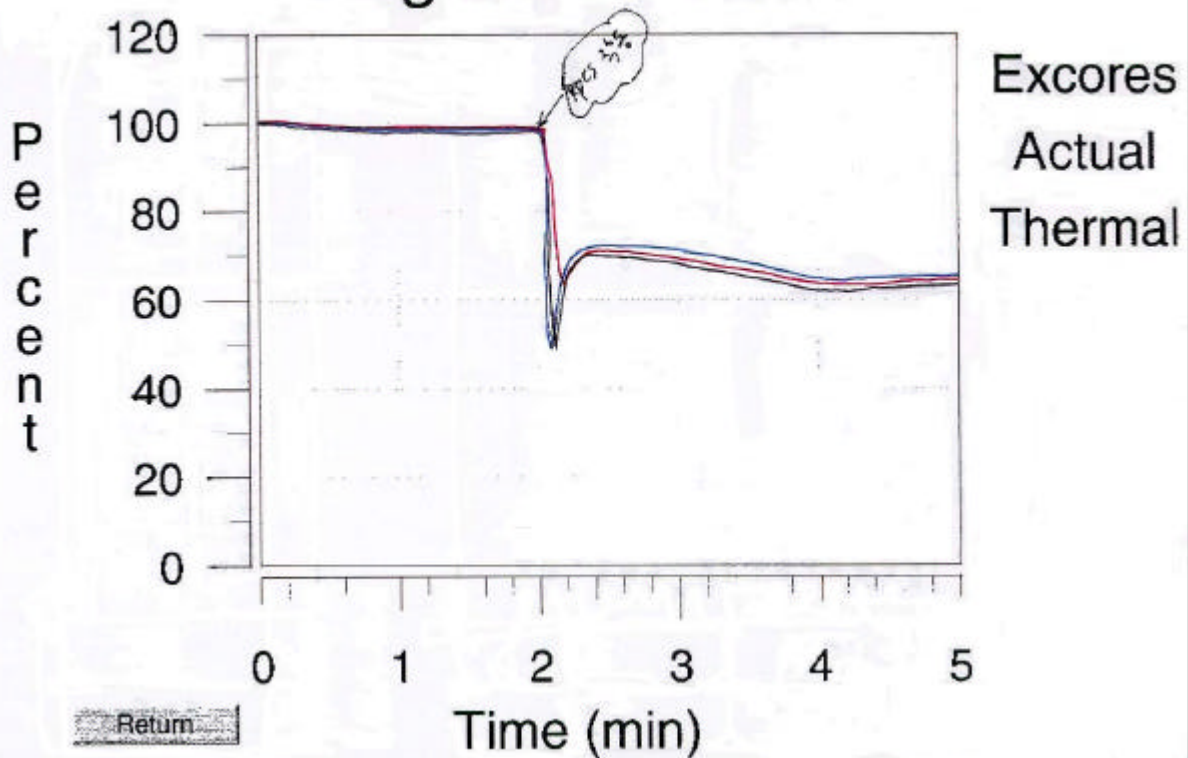 120
100
80
60
40
20
0
Percent
Excores
Actual
Thermal
0 1 2 3 4 5
Time (min)
Return